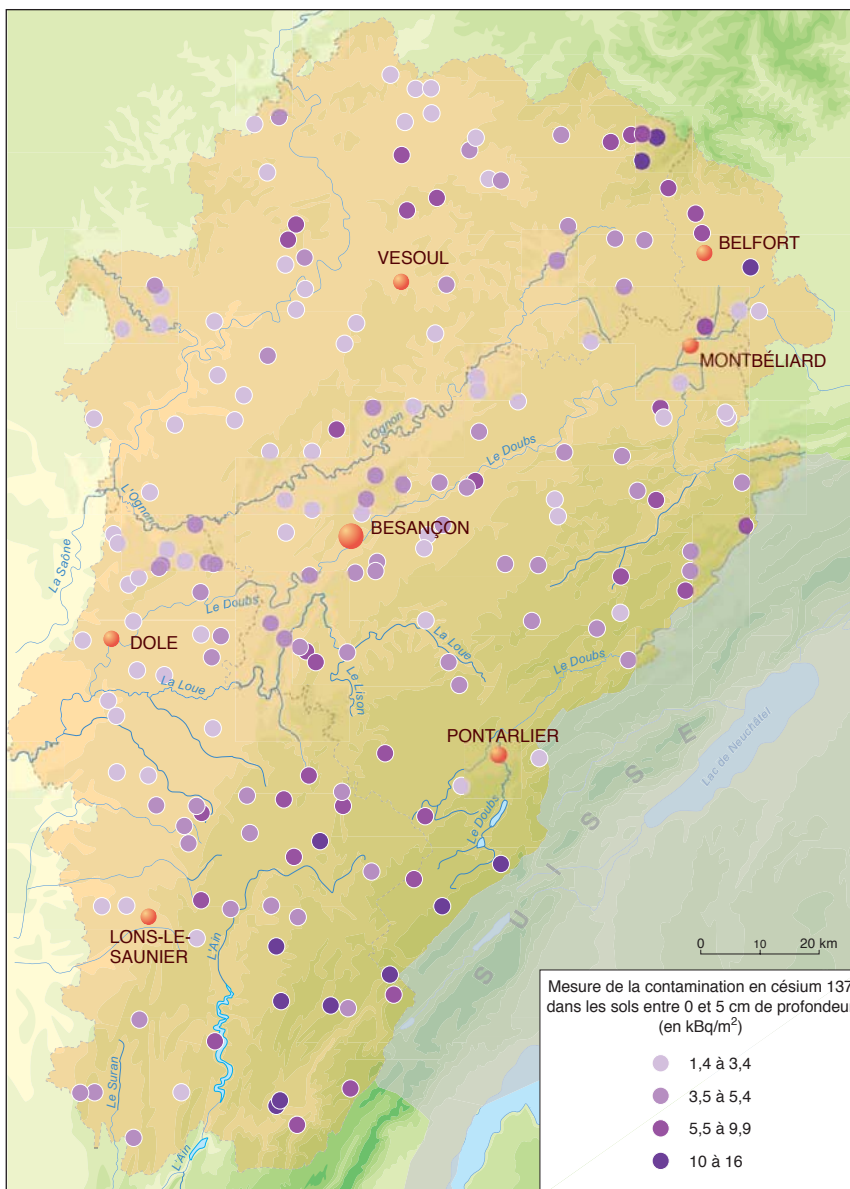 VESOUL
BELFORT
MONTBÉLIARD
L'Ognon
Le Doubs
L'Ognon
La Saône
BESANÇON
Le Doubs
DOLE
La Loue
Le Doubs
La Loue
Le Lison
PONTARLIER
SUISSE
Lac de Neuchâtel
Le Doubs
LONS-LE-
SAUNIER
L'Ain
0 10 20 km
Le Suran
L'Ain
Mesure de la contamination en césium 137
dans les sols entre 0 et 5 cm de profondeur
(en kBq/m²)
1,4 à 3,4
3,5 à 5,4
5,5 à 9,9
10 à 16